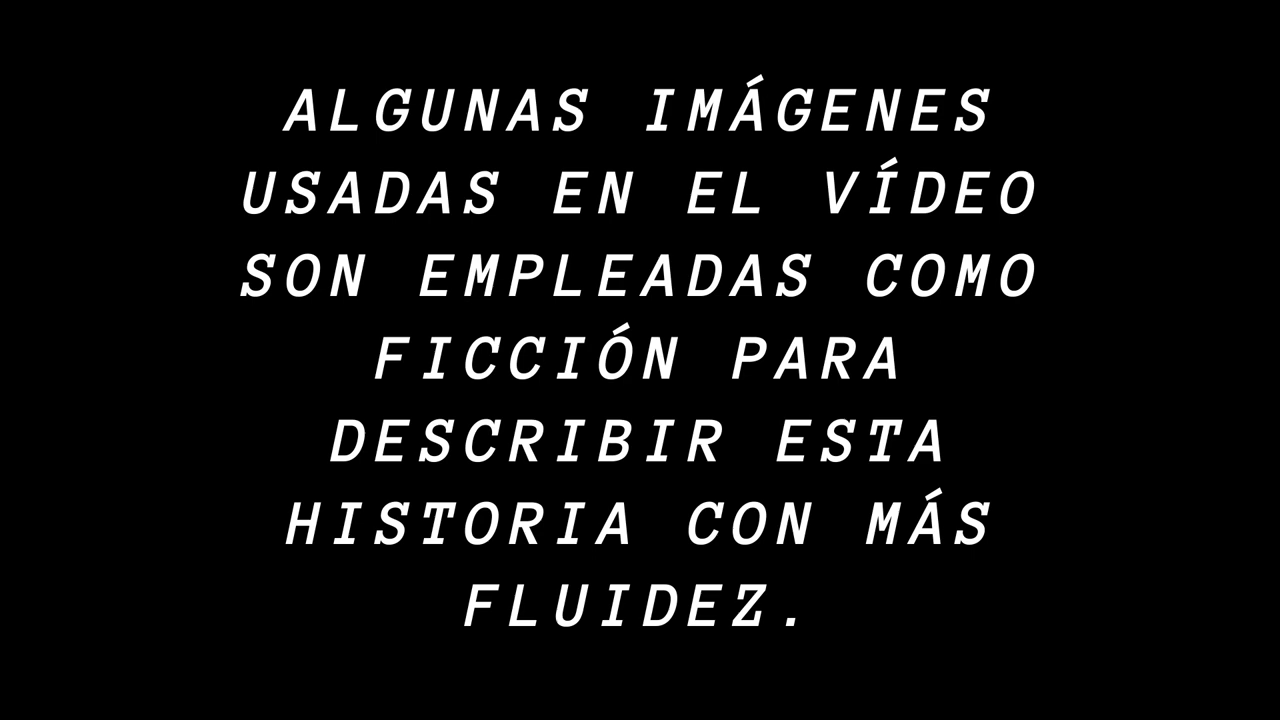 ALGUNAS IMÁGENES
USADAS EN EL VÍDEO
SON EMPLEADAS COMO
FICCIÓN PARA
DESCRIBIR ESTA
HISTORIA CON MÁS
FLUIDEZ.